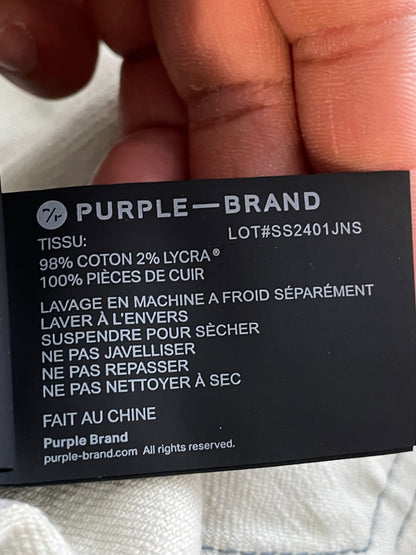 PURPLE—BRAND
TISSU: LOT#SS2401JNS
98% COTON 2% LYCRA®
100% PIÈCES DE CUIR
LAVAGE EN MACHINE A FROID SÉPARÉMENT
LAVER À L'ENVERS
SUSPENDRE POUR SÈCHER
NE PAS JAVELLISER
NE PAS REPASSER
NE PAS NETTOYER À SEC
FAIT AU CHINE
Purple Brand
purple-brand.com All rights reserved.